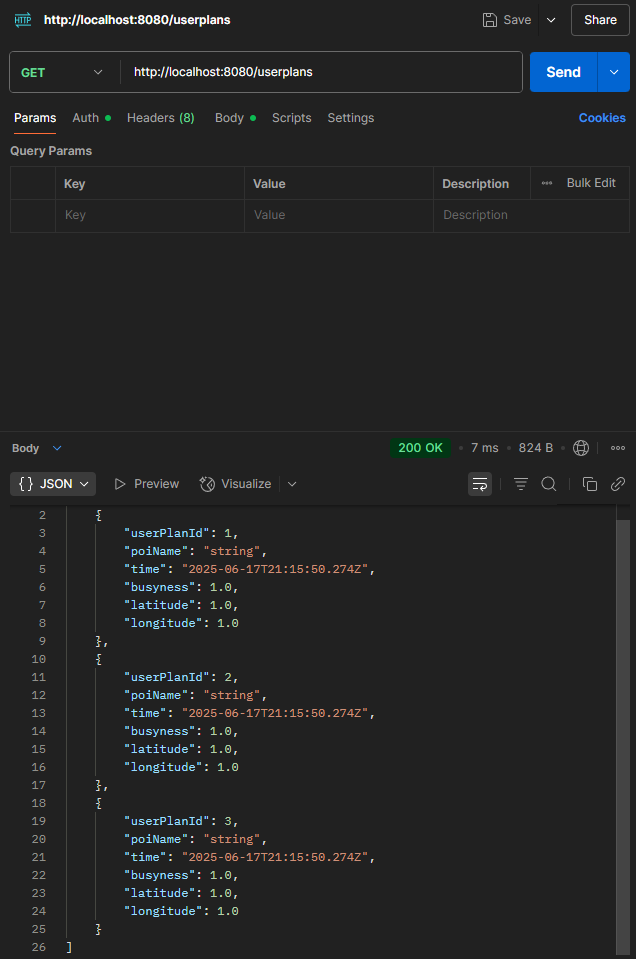 HTTP http://localhost:8080/userplans Save Share
GET http://localhost:8080/userplans Send
Params Auth Headers (8) Body Scripts Settings Cookies
Query Params
Key Value Description Bulk Edit
Key Value Description
Body 200 OK 7 ms 824 B
{} JSON Preview Visualize
2 {
3 "userPlanId": 1,
4 "poiName": "string",
5 "time": "2025-06-17T21:15:50.274Z",
6 "busyness": 1.0,
7 "latitude": 1.0,
8 "longitude": 1.0
9 },
10 {
11 "userPlanId": 2,
12 "poiName": "string",
13 "time": "2025-06-17T21:15:50.274Z",
14 "busyness": 1.0,
15 "latitude": 1.0,
16 "longitude": 1.0
17 },
18 {
19 "userPlanId": 3,
20 "poiName": "string",
21 "time": "2025-06-17T21:15:50.274Z",
22 "busyness": 1.0,
23 "latitude": 1.0,
24 "longitude": 1.0
25 }
26 ]